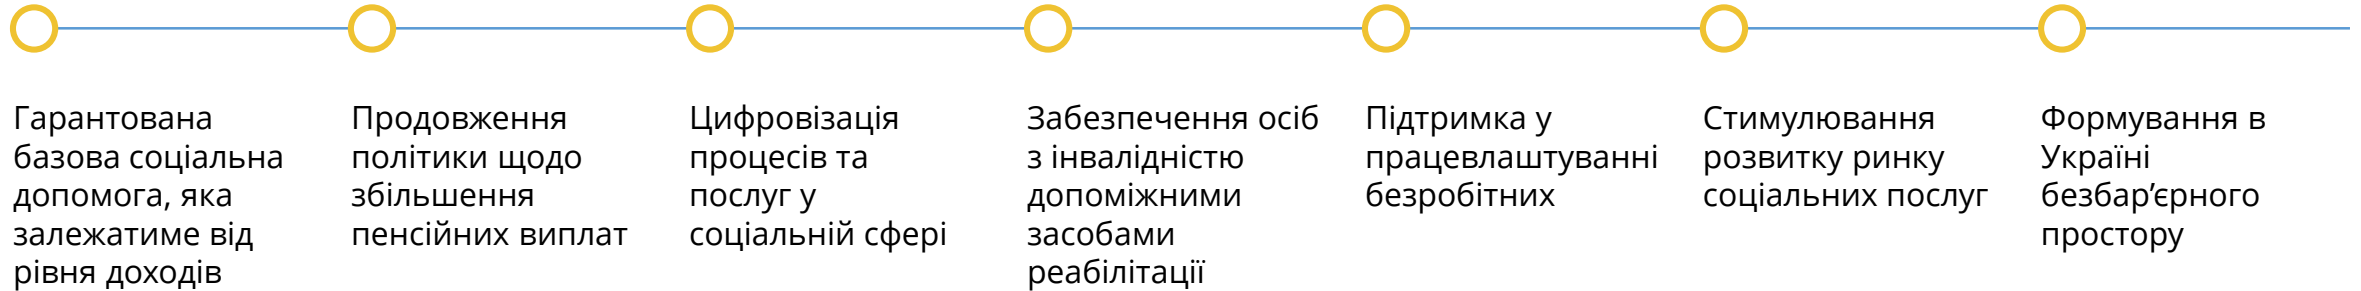 Гарантована
базова соціальна
допомога, яка
залежатиме від
рівня доходів
Продовження
політики щодо
збільшення
пенсійних виплат
Цифровізація
процесів та
послуг у
соціальній сфері
Забезпечення осіб
з інвалідністю
допоміжними
засобами
реабілітації
Підтримка у
працевлаштуванні
безробітних
Стимулювання
розвитку ринку
соціальних послуг
Формування в
Україні
безбар’єрного
простору